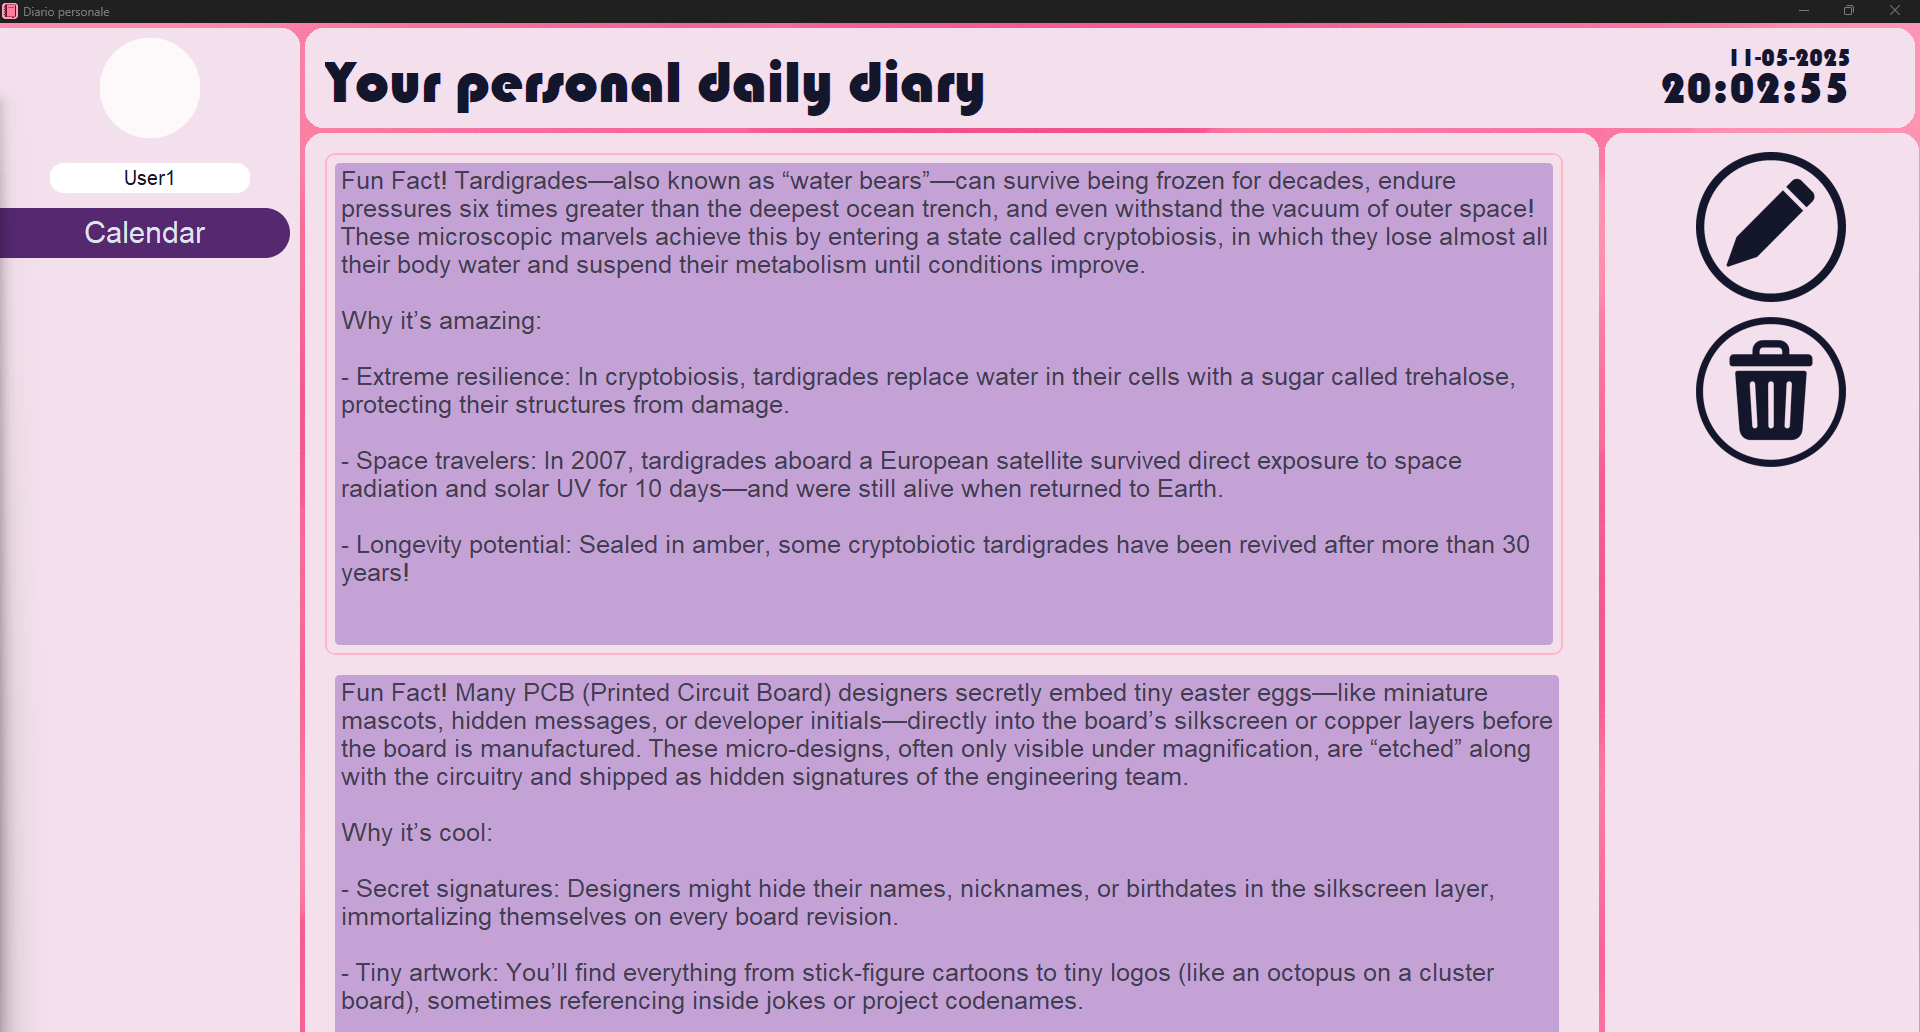 Diario personale
Your personal daily diary
11-05-2025
20:02:55
User1
Calendar
Fun Fact! Tardigrades—also known as “water bears”—can survive being frozen for decades, endure
pressures six times greater than the deepest ocean trench, and even withstand the vacuum of outer space!
These microscopic marvels achieve this by entering a state called cryptobiosis, in which they lose almost all
their body water and suspend their metabolism until conditions improve.
Why it’s amazing:
- Extreme resilience: In cryptobiosis, tardigrades replace water in their cells with a sugar called trehalose,
protecting their structures from damage.
- Space travelers: In 2007, tardigrades aboard a European satellite survived direct exposure to space
radiation and solar UV for 10 days—and were still alive when returned to Earth.
- Longevity potential: Sealed in amber, some cryptobiotic tardigrades have been revived after more than 30
years!
Fun Fact! Many PCB (Printed Circuit Board) designers secretly embed tiny easter eggs—like miniature
mascots, hidden messages, or developer initials—directly into the board’s silkscreen or copper layers before
the board is manufactured. These micro-designs, often only visible under magnification, are “etched” along
with the circuitry and shipped as hidden signatures of the engineering team.
Why it’s cool:
- Secret signatures: Designers might hide their names, nicknames, or birthdates in the silkscreen layer,
immortalizing themselves on every board revision.
- Tiny artwork: You’ll find everything from stick-figure cartoons to tiny logos (like an octopus on a cluster
board), sometimes referencing inside jokes or project codenames.